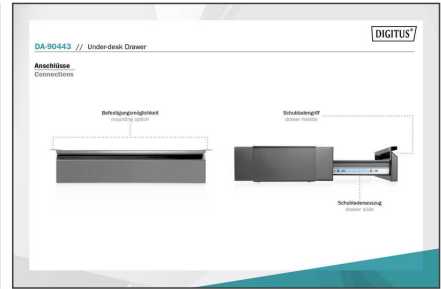 DIGITUS®
DA-90443 // Under-desk Drawer
Anschlüsse
Connections
Befestigungsmöglichkeit
mounting option
Schubladengriff
drawer handle
Schubladenauszug
drawer slide